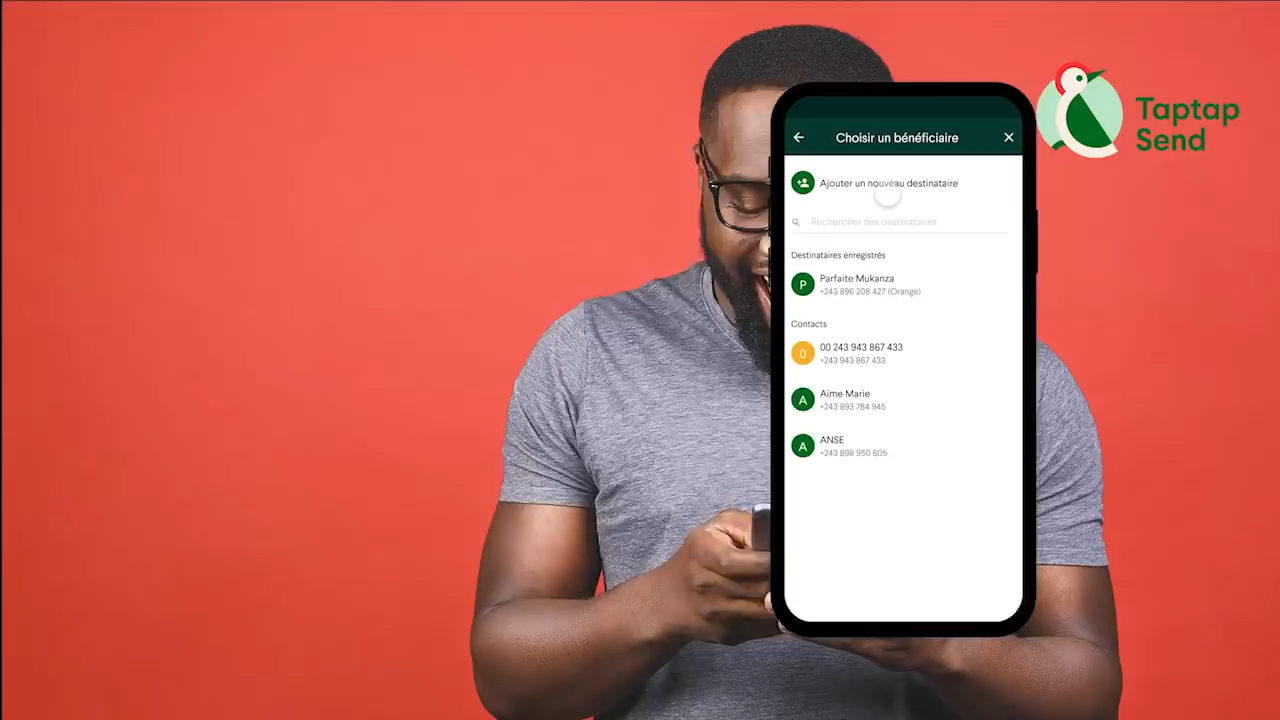 Taptap
Send
Choisir un bénéficiaire
Ajouter un nouveau destinataire
Rechercher des destinataires
Destinataires enregistrés
P
Parfaite Mukanza
+243 896 208 427 (Orange)
Contacts
0
00 243 943 867 433
+243 943 867 433
A
Aime Marie
+243 893 784 945
A
ANSE
+243 898 950 605